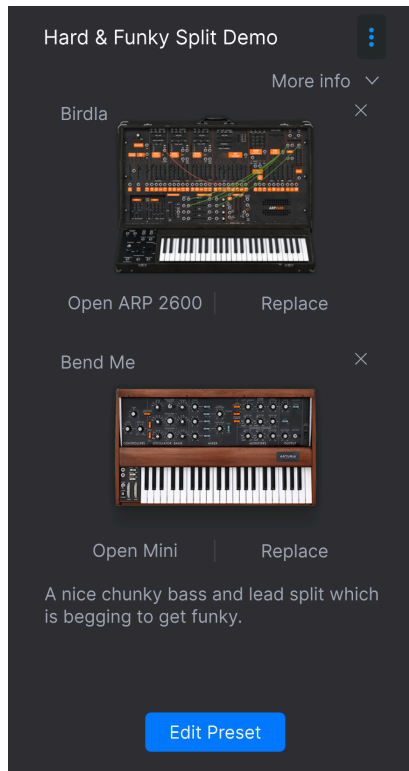 Hard & Funky Split Demo
More info
Birdla
Open ARP 2600
Replace
Bend Me
ARTURIA
Open Mini
Replace
A nice chunky bass and lead split which
is begging to get funky.
Edit Preset